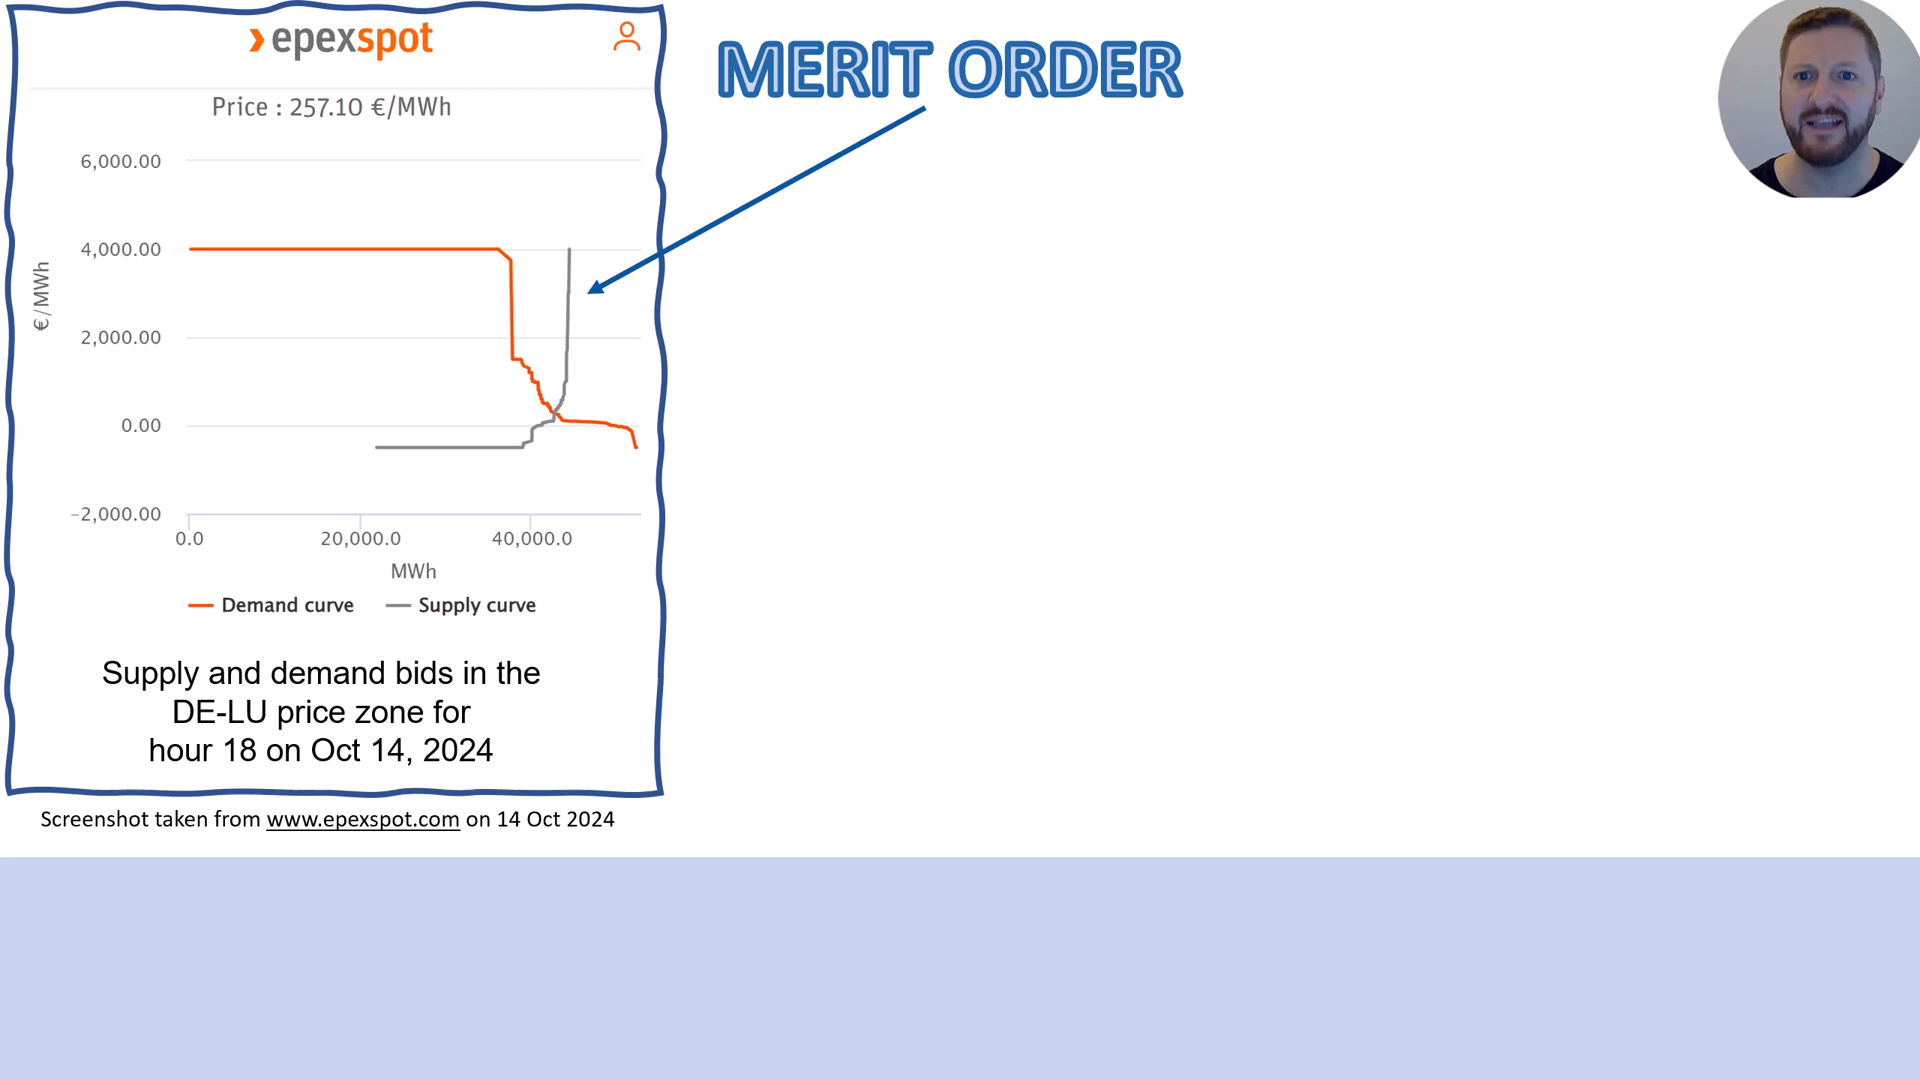 epexspot
MERIT ORDER
Price : 257.10 €/MWh
6,000.00
4,000.00
2,000.00
0.00
−2,000.00
€/MWh
0.0
20,000.0
40,000.0
MWh
Demand curve
Supply curve
Supply and demand bids in the
DE-LU price zone for
hour 18 on Oct 14, 2024
Screenshot taken from www.epexspot.com on 14 Oct 2024